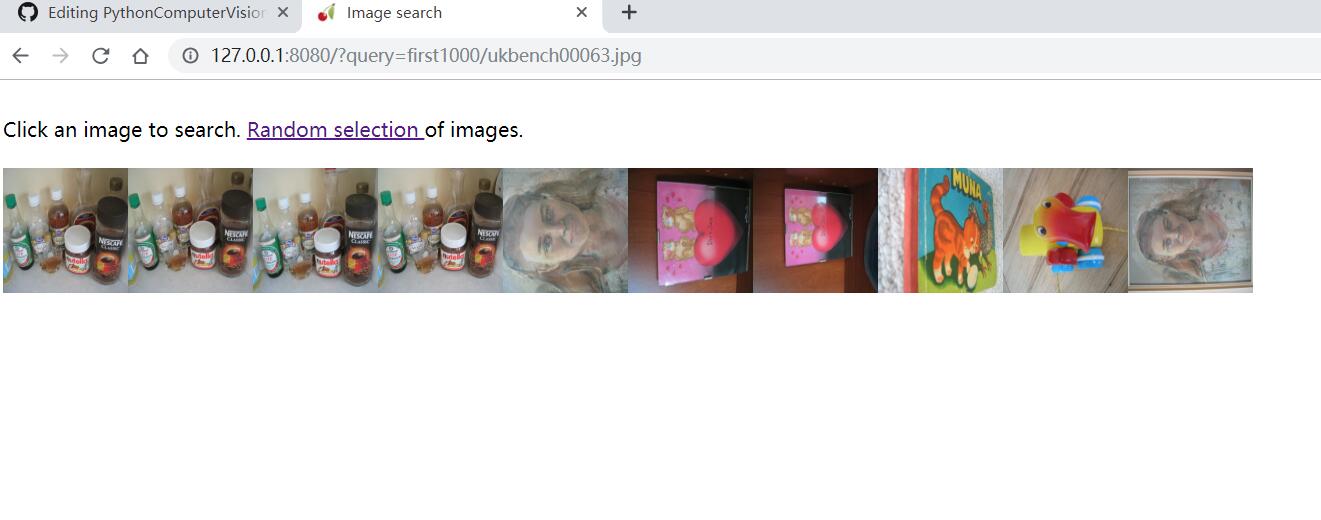 Editing PythonComputerVision
Image search
127.0.0.1:8080/?query=first1000/ukbench00063.jpg
Click an image to search. Random selection of images.
NESCAFE
CLASSIC
nutella
NESCAFE
CLASSIC
nutella
NESCAFE
CLASSIC
nutella
NESCAFE
CLASSIC
nutella
MUNA